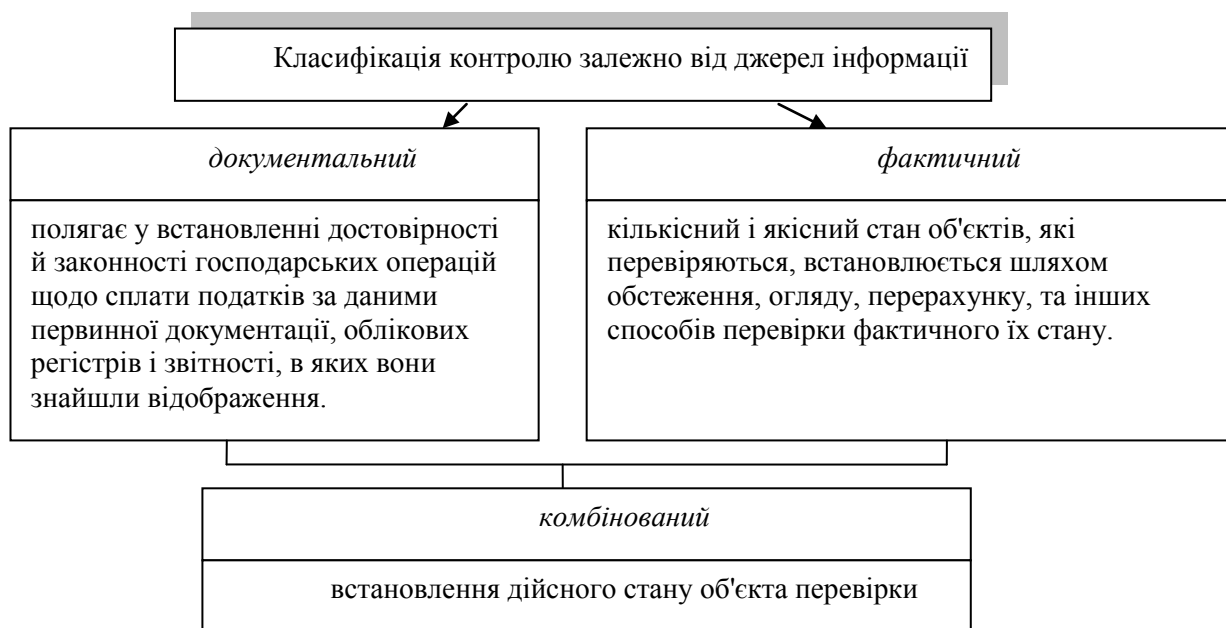 Класифікація контролю залежно від джерел інформації
документальний
полягає у встановленні достовірності
й законності господарських операцій
щодо сплати податків за даними
первинної документації, облікових
регістрів і звітності, в яких вони
знайшли відображення.
фактичний
кількісний і якісний стан об'єктів, які
перевіряються, встановлюється шляхом
обстеження, огляду, перерахунку, та інших
способів перевірки фактичного їх стану.
комбінований
встановлення дійсного стану об'єкта перевірки